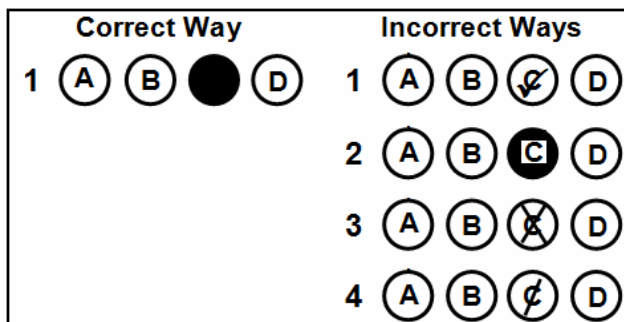 Correct Way Incorrect Ways
1 A B D 1 A B C D
2 A B C D
3 A B C D
4 A B C D